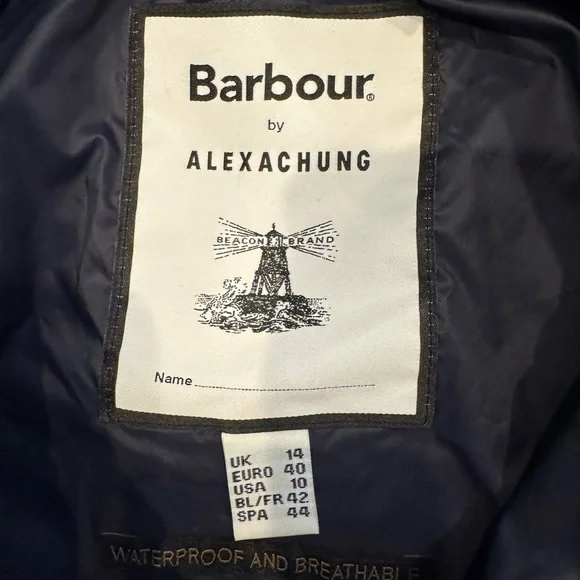 Barbour®
by
ALEXACHUNG
BEACON BRAND
Name
UK 14
EURO 40
USA 10
BL/FR 42
SPA 44
WATERPROOF AND BREATHABLE